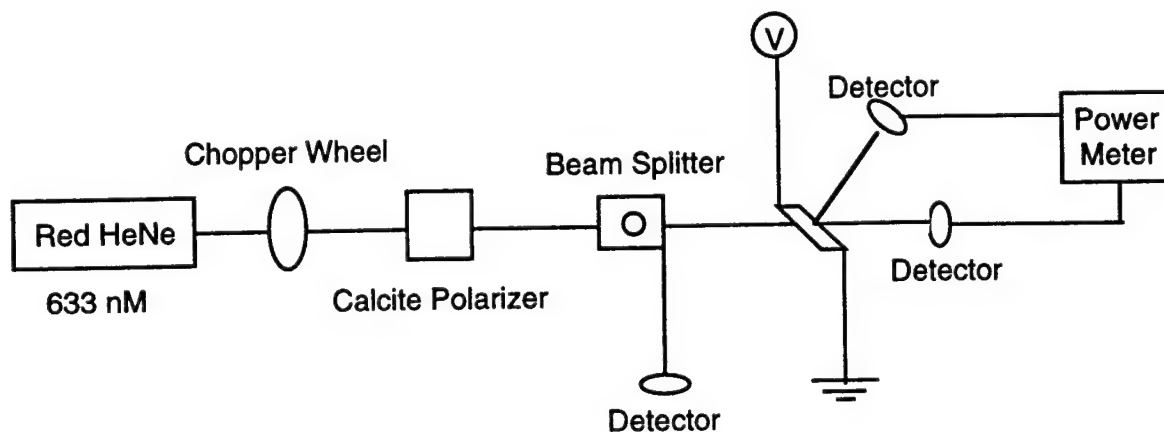 V
Detector
Power
Meter
Chopper Wheel
Beam Splitter
Red HeNe
Detector
633 nM
Calcite Polarizer
Detector